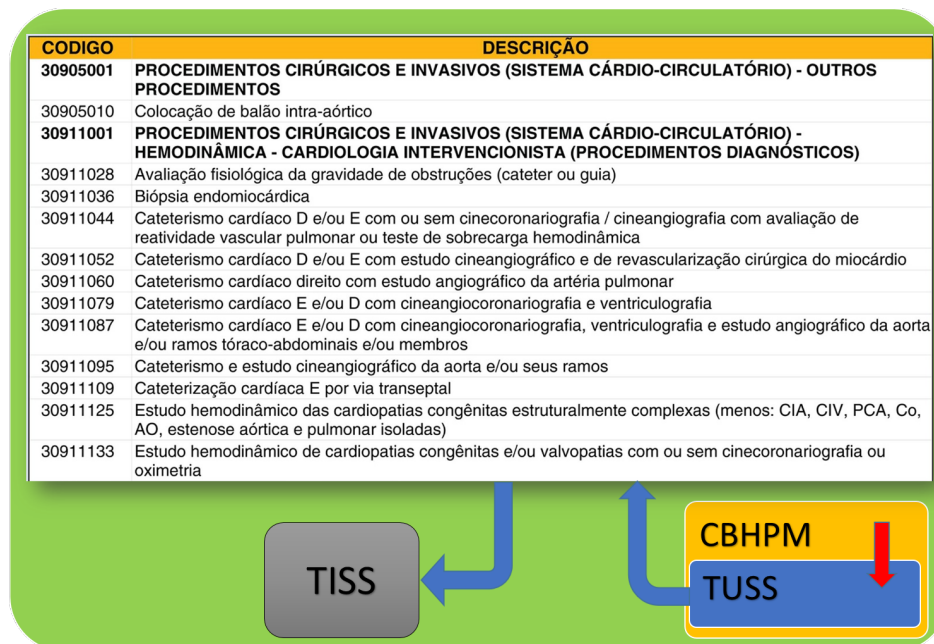 CODIGO DESCRIÇÃO
30905001 PROCEDIMENTOS CIRÚRGICOS E INVASIVOS (SISTEMA CÁRDIO-CIRCULATÓRIO) - OUTROS
PROCEDIMENTOS
30905010 Colocação de balão intra-aórtico
30911001 PROCEDIMENTOS CIRÚRGICOS E INVASIVOS (SISTEMA CÁRDIO-CIRCULATÓRIO) -
HEMODINÂMICA - CARDIOLOGIA INTERVENCIONISTA (PROCEDIMENTOS DIAGNÓSTICOS)
30911028 Avaliação fisiológica da gravidade de obstruções (cateter ou guia)
30911036 Biópsia endomiocárdica
30911044 Cateterismo cardíaco D e/ou E com ou sem cinecoronariografia / cineangiografia com avaliação de
reatividade vascular pulmonar ou teste de sobrecarga hemodinâmica
30911052 Cateterismo cardíaco D e/ou E com estudo cineangiográfico e de revascularização cirúrgica do miocárdio
30911060 Cateterismo cardíaco direito com estudo angiográfico da artéria pulmonar
30911079 Cateterismo cardíaco E e/ou D com cineangiocoronariografia e ventriculografia
30911087 Cateterismo cardíaco E e/ou D com cineangiocoronariografia, ventriculografia e estudo angiográfico da aorta
e/ou ramos tóraco-abdominais e/ou membros
30911095 Cateterismo e estudo cineangiográfico da aorta e/ou seus ramos
30911109 Cateterização cardíaca E por via transeptal
30911125 Estudo hemodinâmico das cardiopatias congênitas estruturalmente complexas (menos: CIA, CIV, PCA, Co,
AO, estenose aórtica e pulmonar isoladas)
30911133 Estudo hemodinâmico de cardiopatias congênitas e/ou valvopatias com ou sem cinecoronariografia ou
oximetria
CBHPM
TISS
TUSS